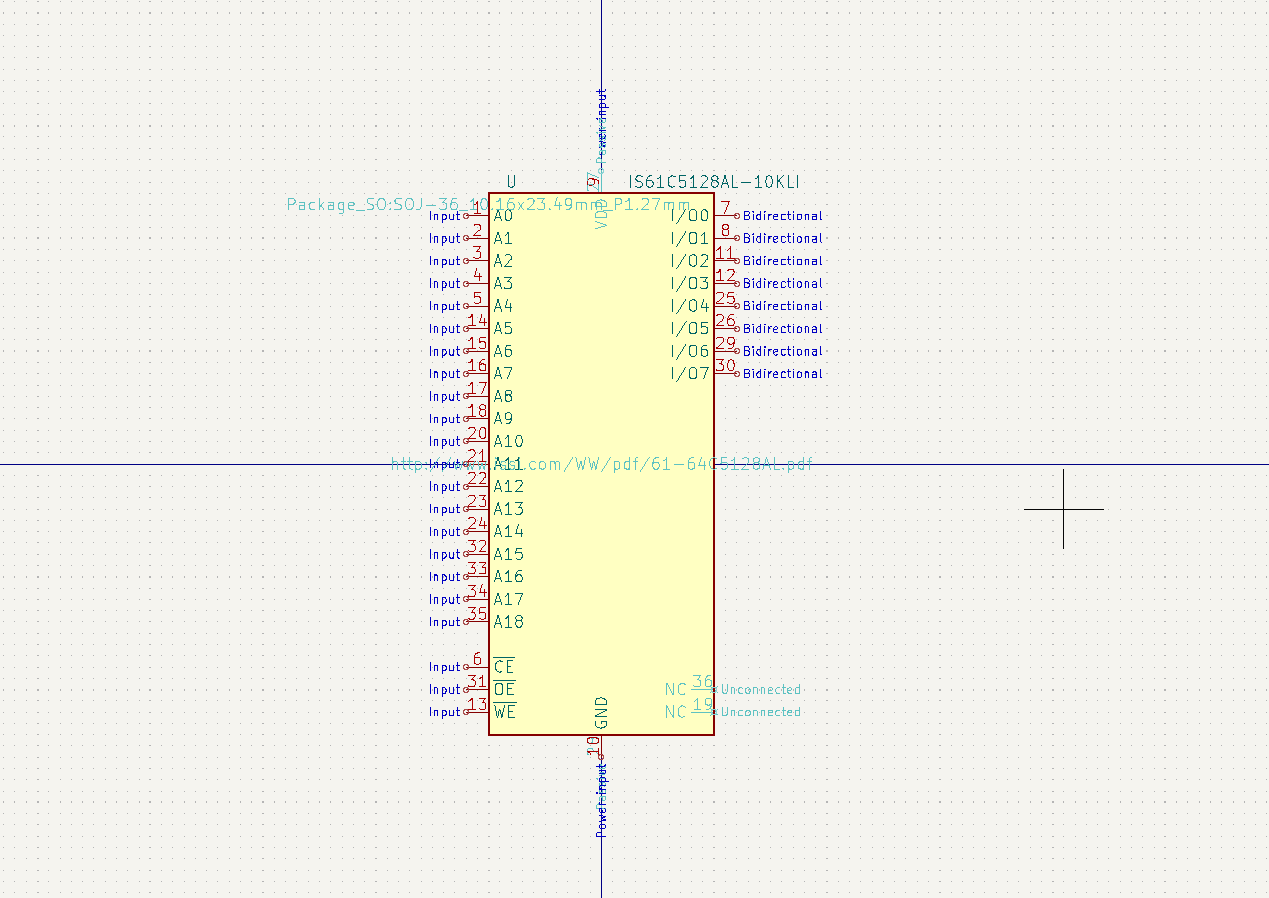 Power input
9
U IS61C5128AL-10KLI
Package_SO:SOJ-36_10.16x23.49mm_P1.27mm
VDD
Input 1 A0 I/O0 7 Bidirectional
Input 2 A1 I/O1 8 Bidirectional
Input 3 A2 I/O2 11 Bidirectional
Input 4 A3 I/O3 12 Bidirectional
Input 5 A4 I/O4 25 Bidirectional
Input 14 A5 I/O5 26 Bidirectional
Input 15 A6 I/O6 29 Bidirectional
Input 16 A7 I/O7 30 Bidirectional
Input 17 A8
Input 18 A9
Input 20 A10
Input 21 A11
http://www.issi.com/WW/pdf/61-64C5128AL.pdf
Input 22 A12
Input 23 A13
Input 24 A14
Input 32 A15
Input 33 A16
Input 34 A17
Input 35 A18
Input 6 CE
Input 31 OE NC 36 Unconnected
Input 13 WE NC 19 Unconnected
GND
10
Power input